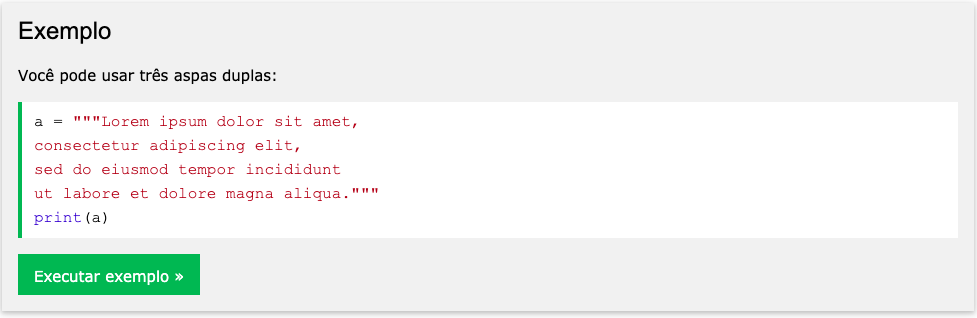 Exemplo
Você pode usar três aspas duplas:
a = """Lorem ipsum dolor sit amet,
consectetur adipiscing elit,
sed do eiusmod tempor incididunt
ut labore et dolore magna aliqua."""
print(a)
Executar exemplo »